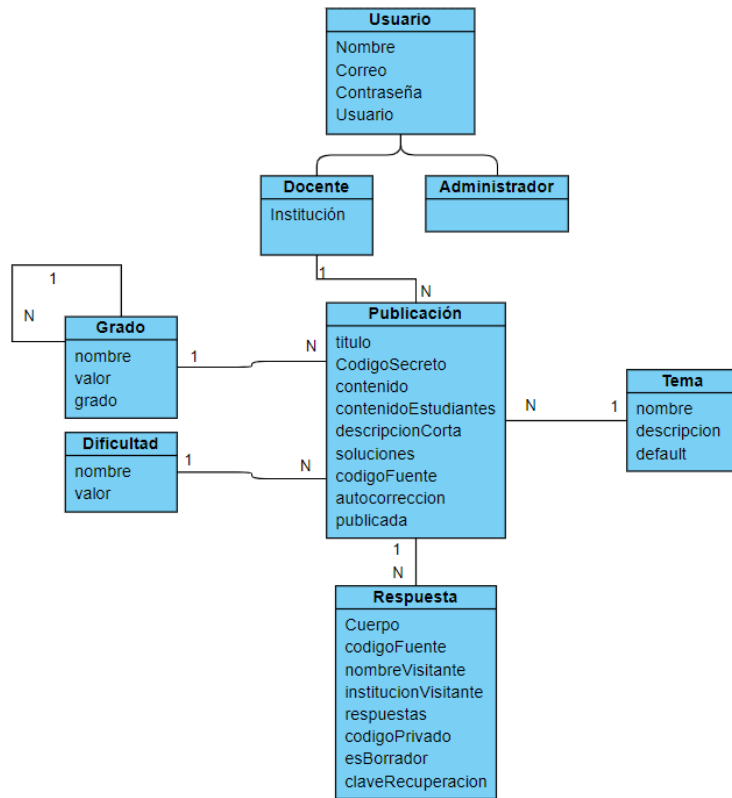 Usuario
Nombre
Correo
Contraseña
Usuario
Docente
Institución
Administrador
1
N
1
N
Grado
nombre
valor
grado
1
N
Dificultad
nombre
valor
1
N
Publicación
titulo
CodigoSecreto
contenido
contenidoEstudiantes
descripcionCorta
soluciones
codigoFuente
autocorreccion
publicada
N
1
Tema
nombre
descripcion
default
1
N
Respuesta
Cuerpo
codigoFuente
nombreVisitante
institucionVisitante
respuestas
codigoPrivado
esBorrador
claveRecuperacion